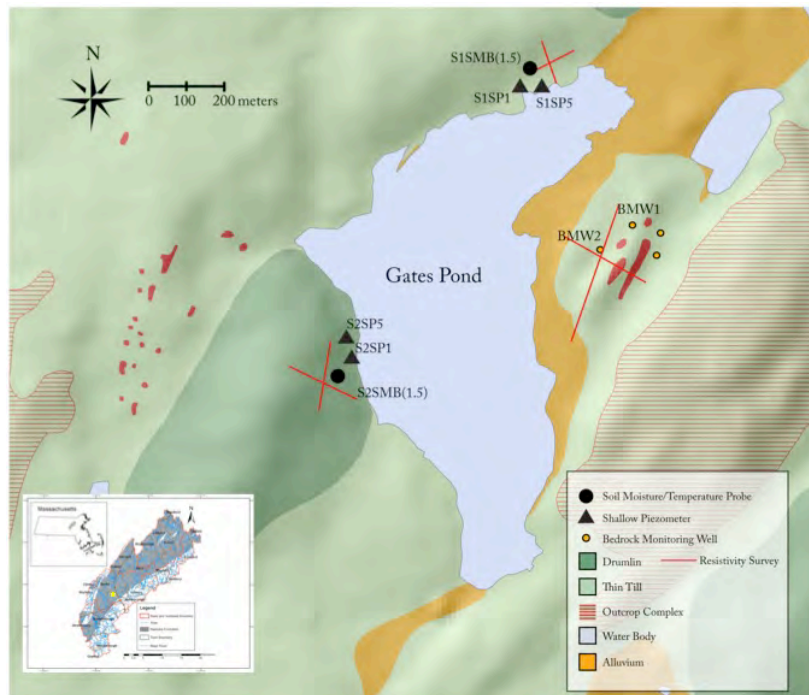 N
0 100 200 meters
S1SMB(1.5)
S1SP1
S1SP5
BMW1
BMW2
Gates Pond
S2SP5
S2SP1
S2SMB(1.5)
Massachusetts
N
Legend
Soil Moisture/Temperature Probe
Shallow Piezometer
Bedrock Monitoring Well
Drumlin
Resistivity Survey
Thin Till
Outcrop Complex
Water Body
Alluvium